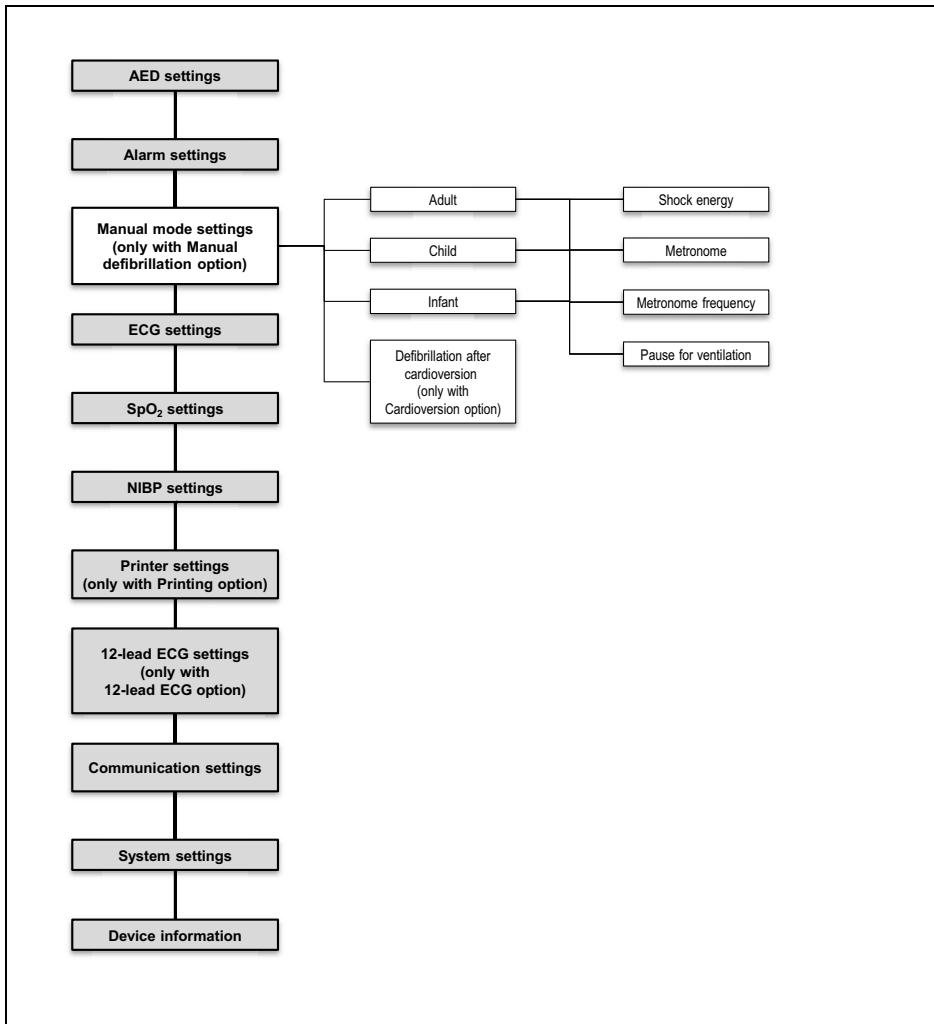 AED settings
Alarm settings
Manual mode settings
(only with Manual
defibrillation option)
Adult
Child
Infant
Defibrillation after
cardioversion
(only with
Cardioversion option)
Shock energy
Metronome
Metronome frequency
Pause for ventilation
ECG settings
SpO₂ settings
NIBP settings
Printer settings
(only with Printing option)
12-lead ECG settings
(only with
12-lead ECG option)
Communication settings
System settings
Device information